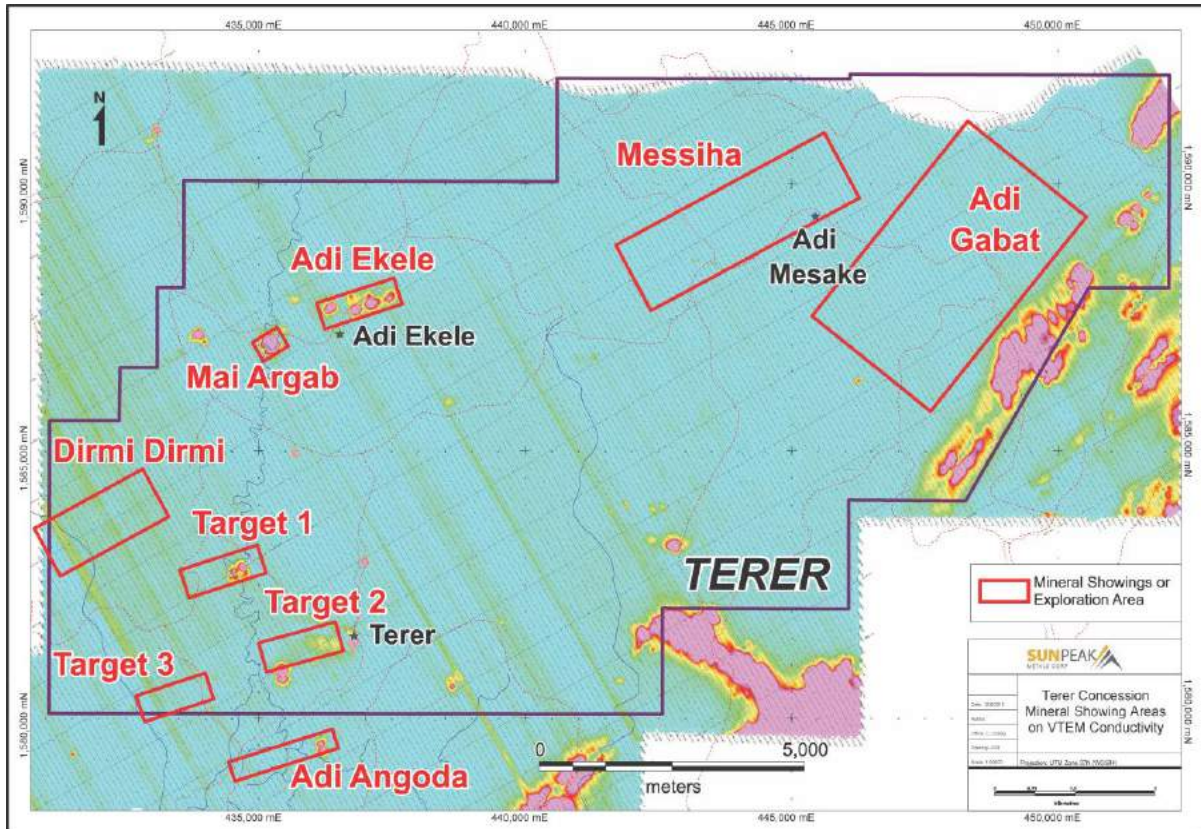 435,000 mE
440,000 mE
445,000 mE
450,000 mE
N
Messiha
Adi
Gabat
1,590,000 mN
1,590,000 mN
Adi
Mesake
Adi Ekele
Adi Ekele
Mai Argab
1,585,000 mN
1,585,000 mN
Dirmi Dirmi
Target 1
TERER
Mineral Showings or
Exploration Area
Target 2
Terer
SUNPEAK
METALS CORP
Target 3
Terer Concession
Mineral Showing Areas
on VTEM Conductivity
1,580,000 mN
1,580,000 mN
0
5,000
meters
Adi Angoda
435,000 mE
440,000 mE
445,000 mE
450,000 mE